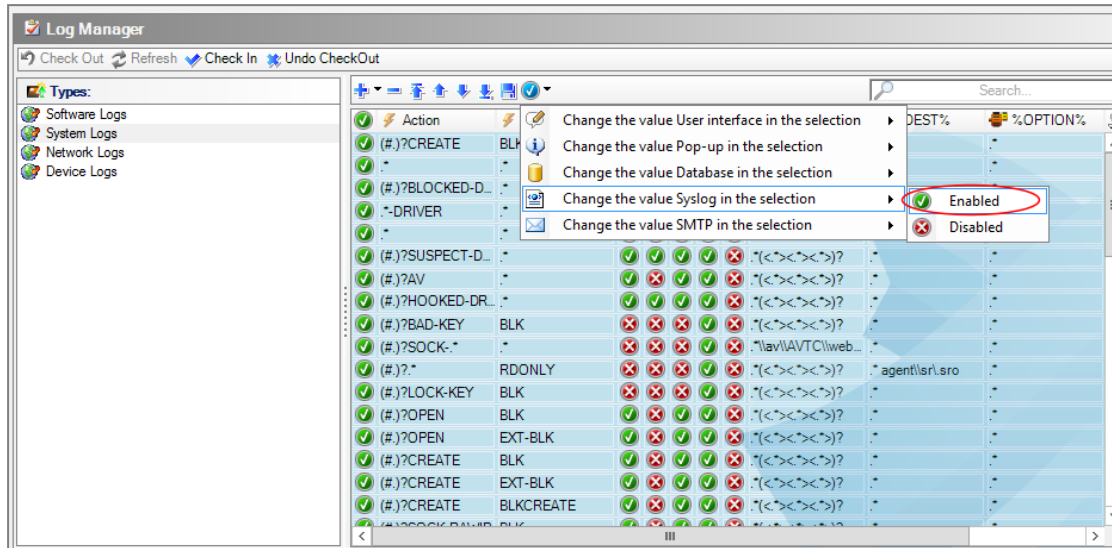 Log Manager
Check Out Refresh Check In Undo CheckOut
Types:
Software Logs
System Logs
Network Logs
Device Logs
Search...
Action DEST% %OPTION%
Change the value User interface in the selection
Change the value Pop-up in the selection
Change the value Database in the selection
Change the value Syslog in the selection
Change the value SMTP in the selection
Enabled
Disabled
(#.)?CREATE .*
.* .*
(#.)?BLOCKED-D... .*
.*-DRIVER .*
.* .*
(#.)?SUSPECT-D... .* .*(<.*><.*><.*>)? .* .*
(#.)?AV .* .*(<.*><.*><.*>)? .* .*
(#.)?HOOKED-DR... .* .*(<.*><.*><.*>)? .* .*
(#.)?BAD-KEY BLK .*(<.*><.*><.*>)? .* .*
(#.)?SOCK-.* .* .*\\av\\AVTC\\web... .* .*
(#.)?.* RDONLY .*(<.*><.*><.*>)? .* agent\\sr\.sro .*
(#.)?LOCK-KEY BLK .*(<.*><.*><.*>)? .* .*
(#.)?OPEN BLK .*(<.*><.*><.*>)? .* .*
(#.)?OPEN EXT-BLK .*(<.*><.*><.*>)? .* .*
(#.)?CREATE BLK .*(<.*><.*><.*>)? .* .*
(#.)?CREATE EXT-BLK .*(<.*><.*><.*>)? .* .*
(#.)?CREATE BLKCREATE .*(<.*><.*><.*>)? .* .*